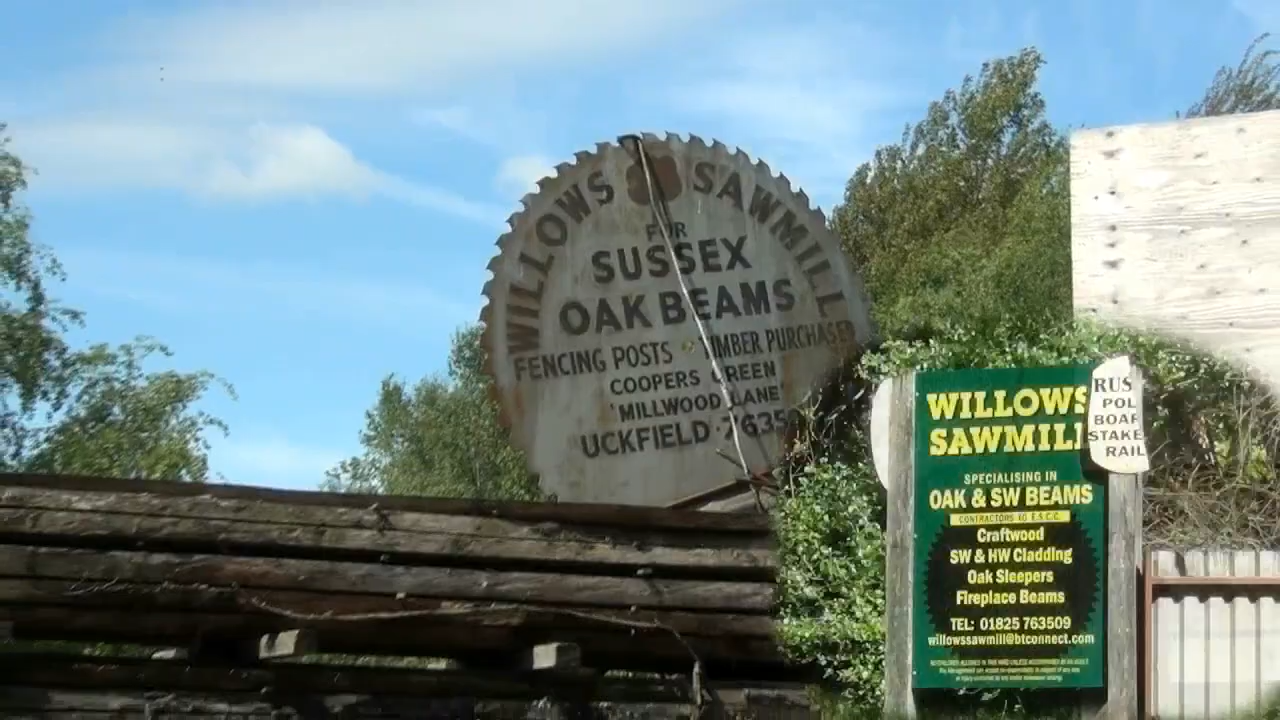 WILLOWS SAWMILL
FOR
SUSSEX
OAK BEAMS
FENCING POSTS TIMBER PURCHASED
COOPERS GREEN
MILLWOOD LANE
UCKFIELD 7635
WILLOWS
SAWMILL
SPECIALISING IN
OAK & SW BEAMS
CONTRACTORS TO E.S.C.C.
Craftwood
SW & HW Cladding
Oak Sleepers
Fireplace Beams
TEL: 01825 763509
willowssawmill@btconnect.com
RUS
POL
BOAR
STAKE
RAIL